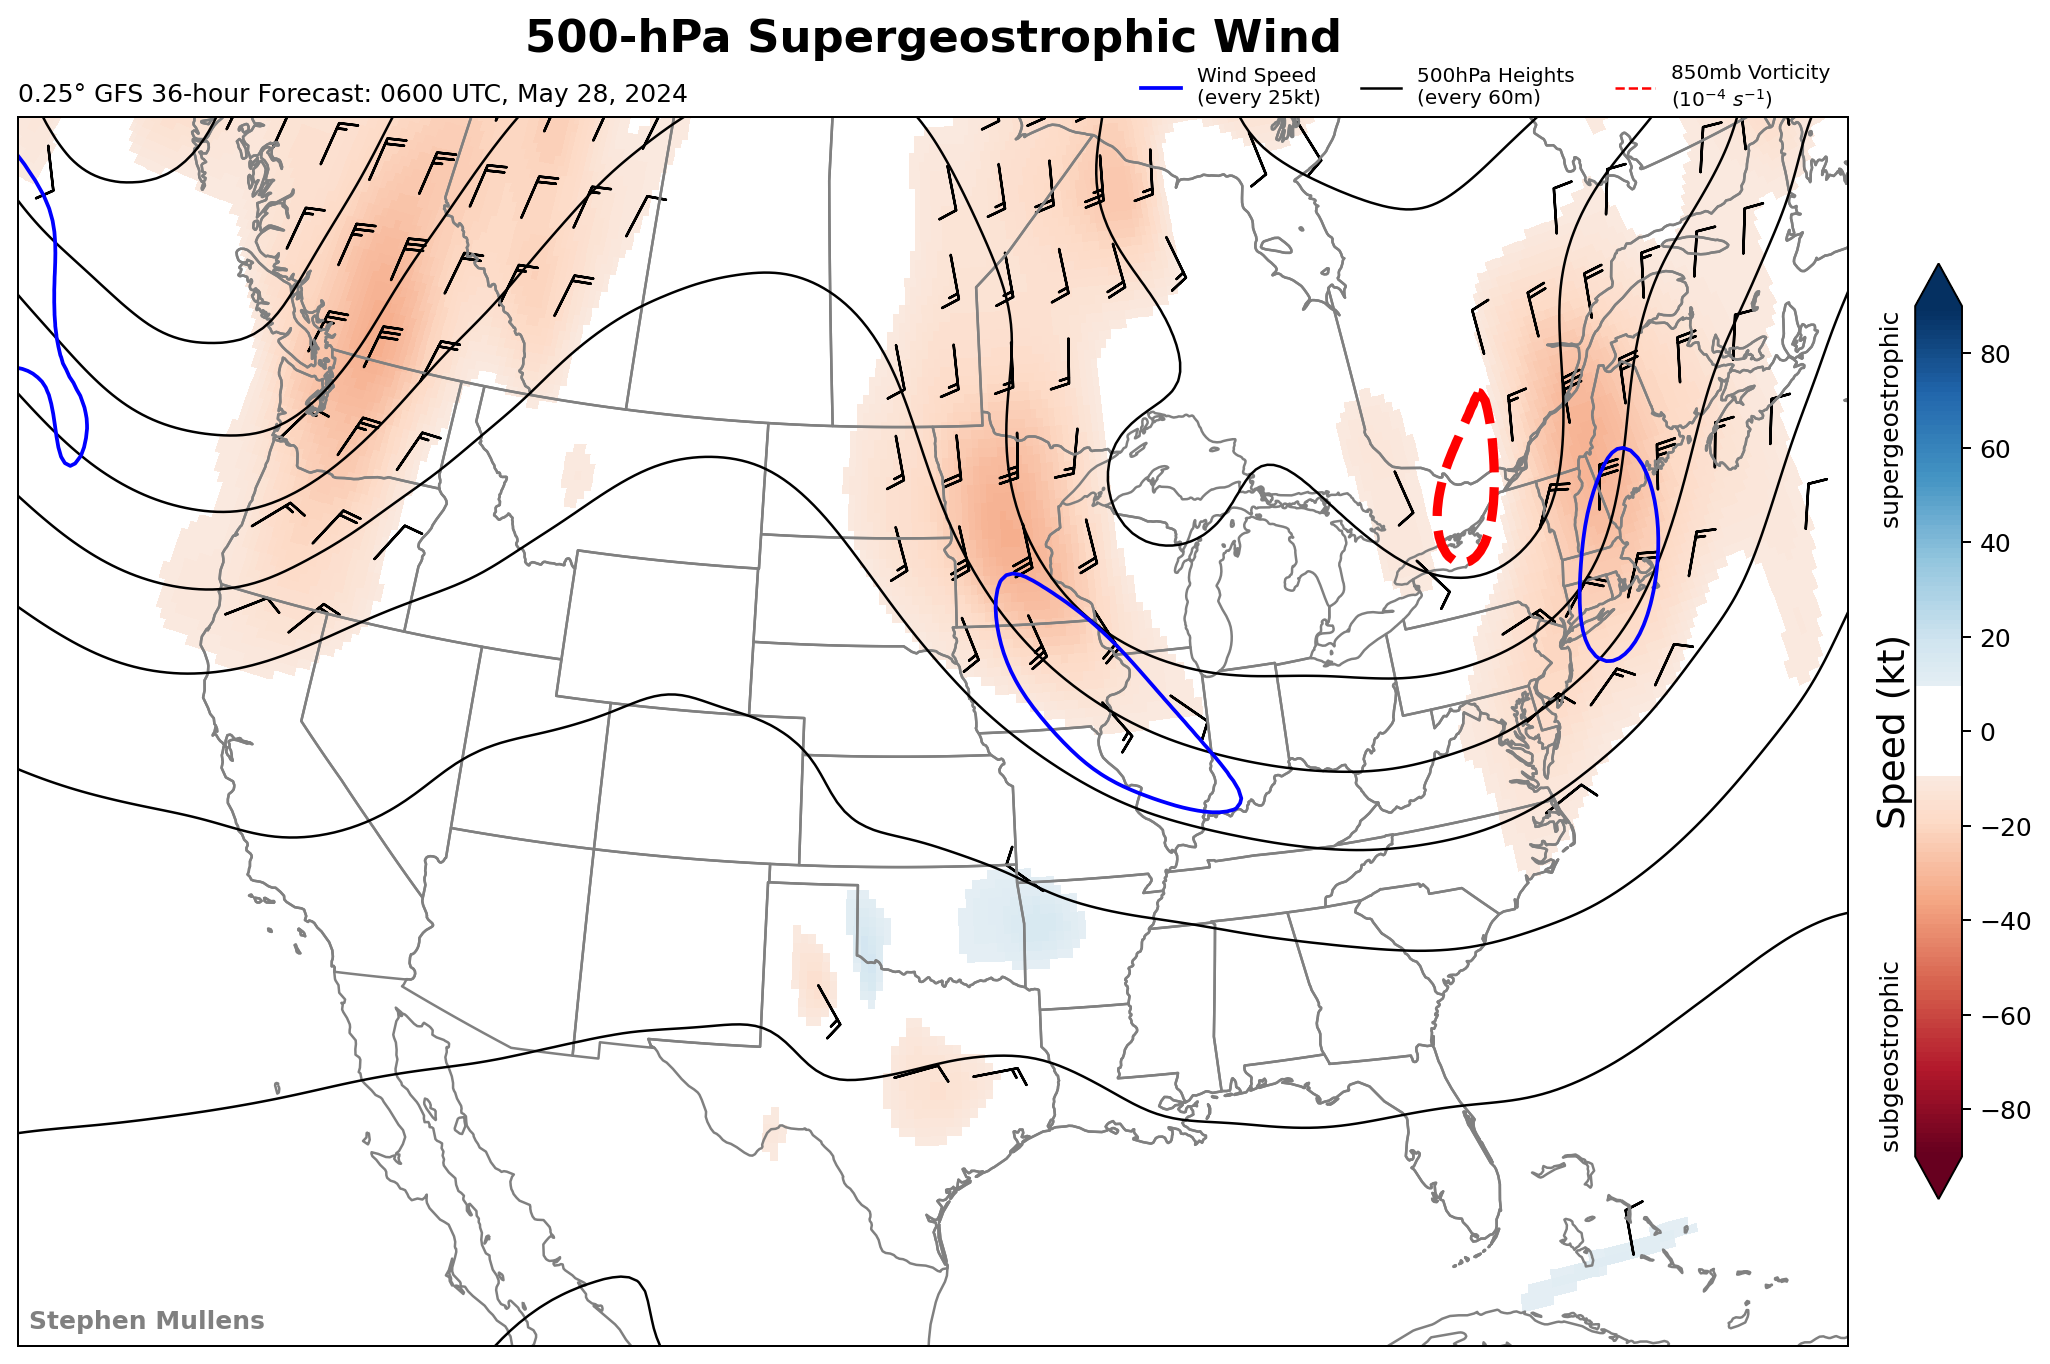 500-hPa Supergeostrophic Wind
0.25° GFS 36-hour Forecast: 0600 UTC, May 28, 2024
Wind Speed
(every 25kt)
500hPa Heights
(every 60m)
850mb Vorticity
(10⁻⁴ s⁻¹)
supergeostrophic
Speed (kt)
subgeostrophic
80
60
40
20
0
−20
−40
−60
−80
Stephen Mullens